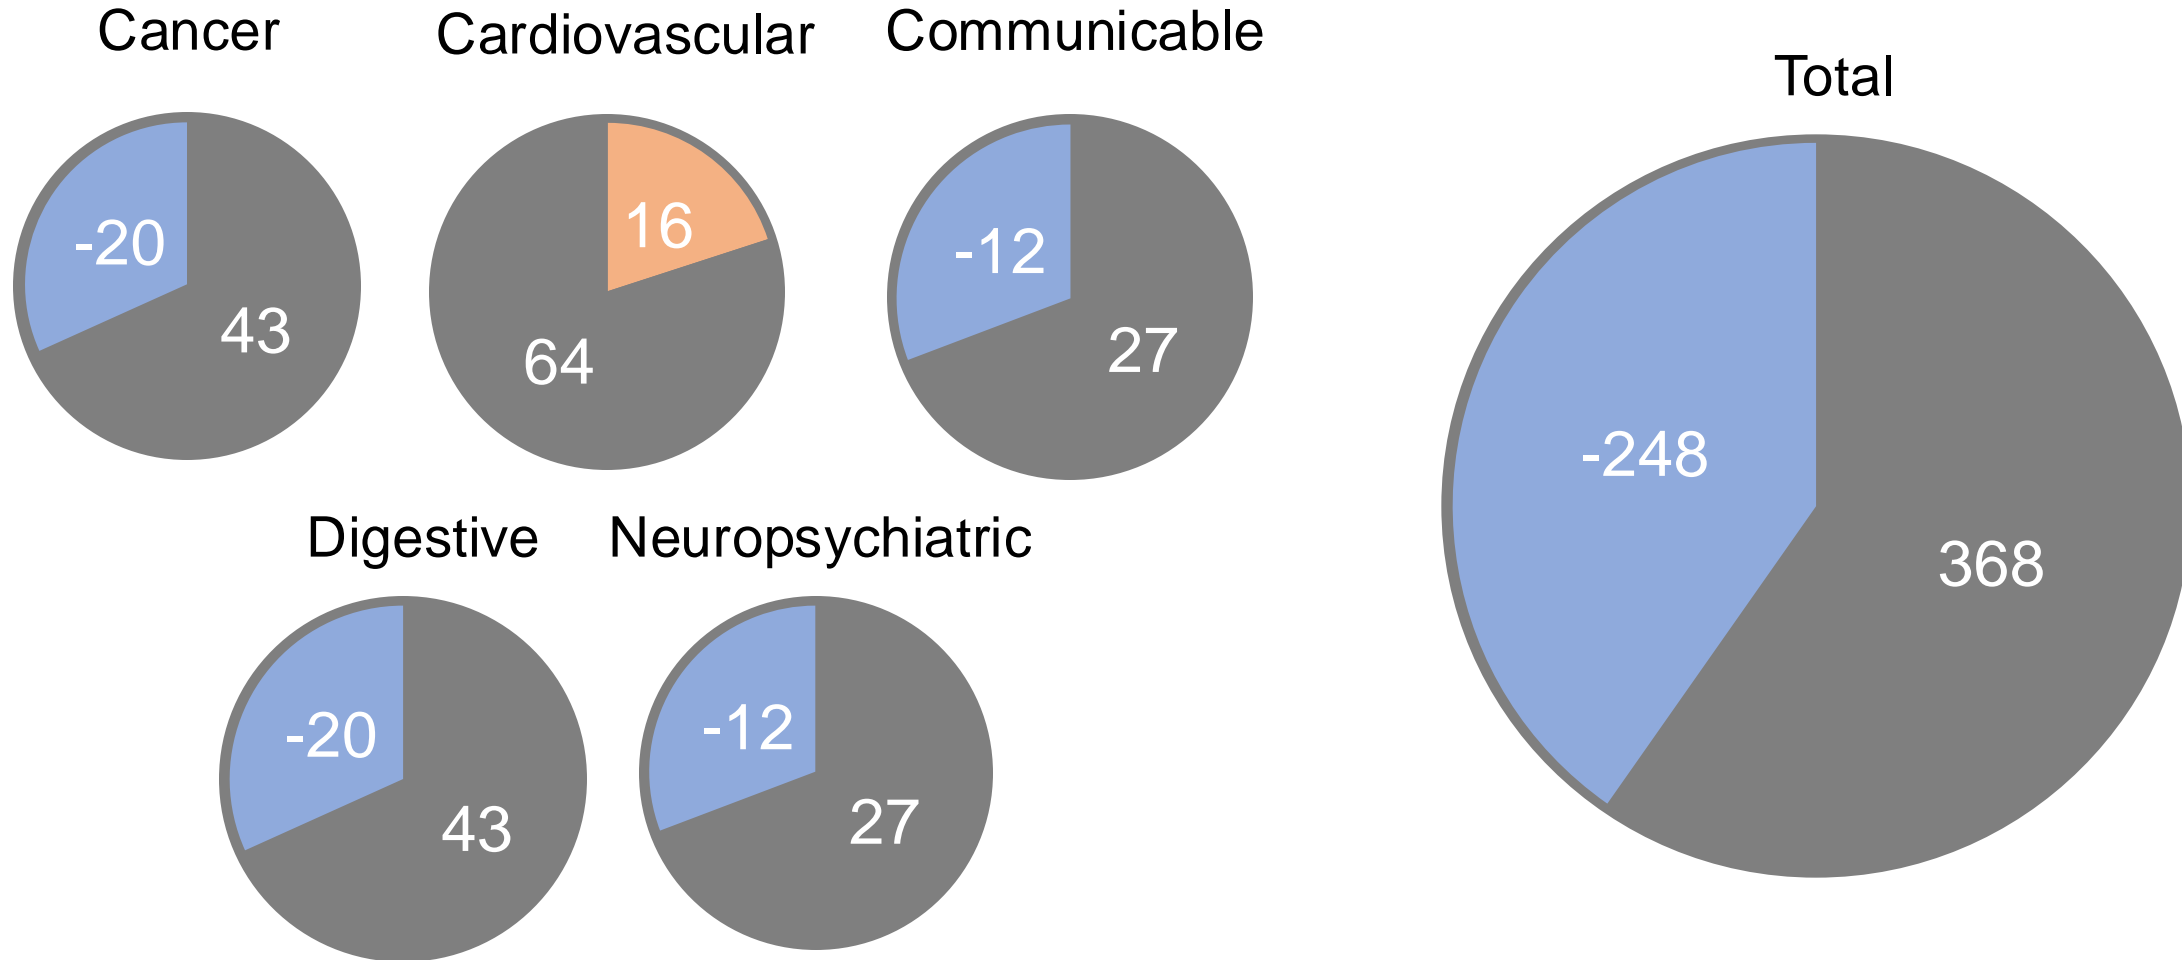 Cancer
Cardiovascular
Communicable
Total
-20
43
16
64
-12
27
-248
368
Digestive
Neuropsychiatric
-20
43
-12
27